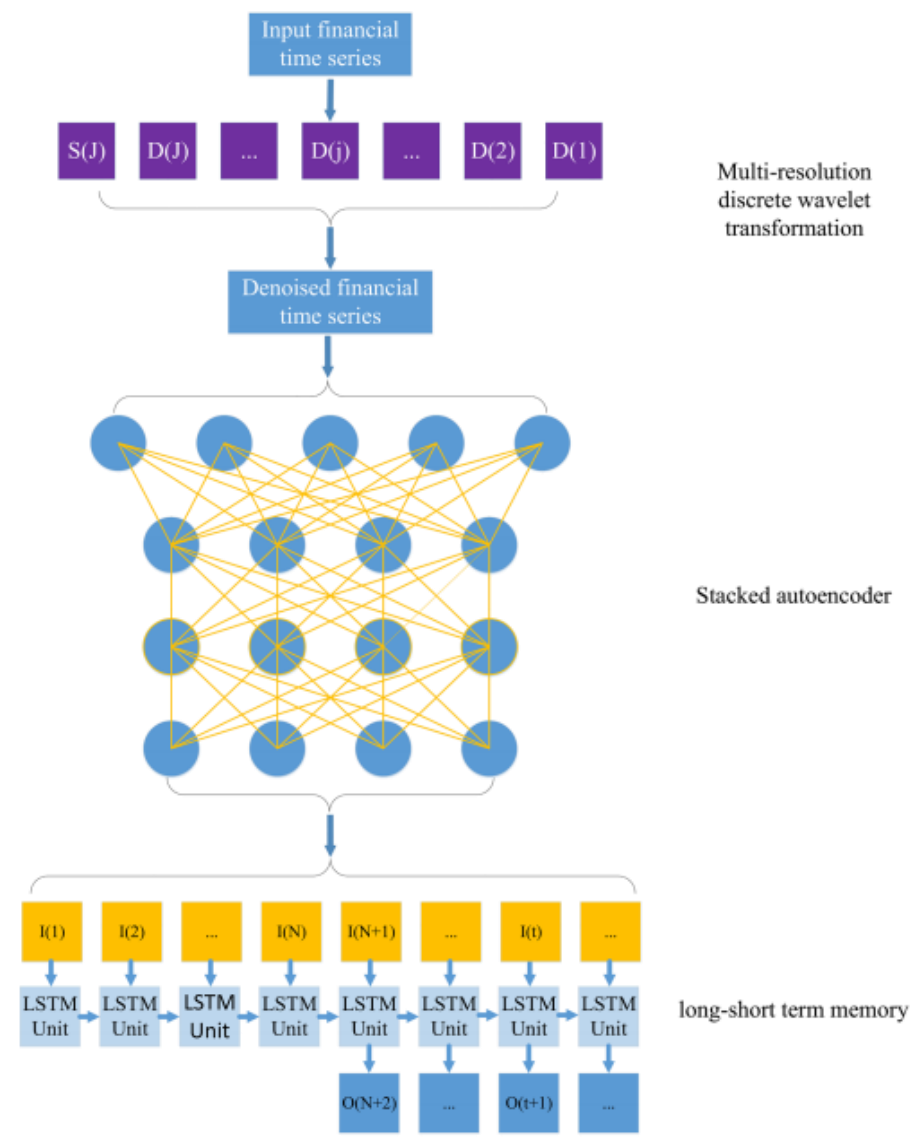 Input financial
time series
S(J) D(J) ... D(j) ... D(2) D(1)
Multi-resolution
discrete wavelet
transformation
Denoised financial
time series
Stacked autoencoder
I(1) I(2) ... I(N) I(N+1) ... I(t) ...
LSTM LSTM LSTM LSTM LSTM LSTM LSTM LSTM
Unit Unit Unit Unit Unit Unit Unit Unit
long-short term memory
O(N+2) ... O(t+1) ...